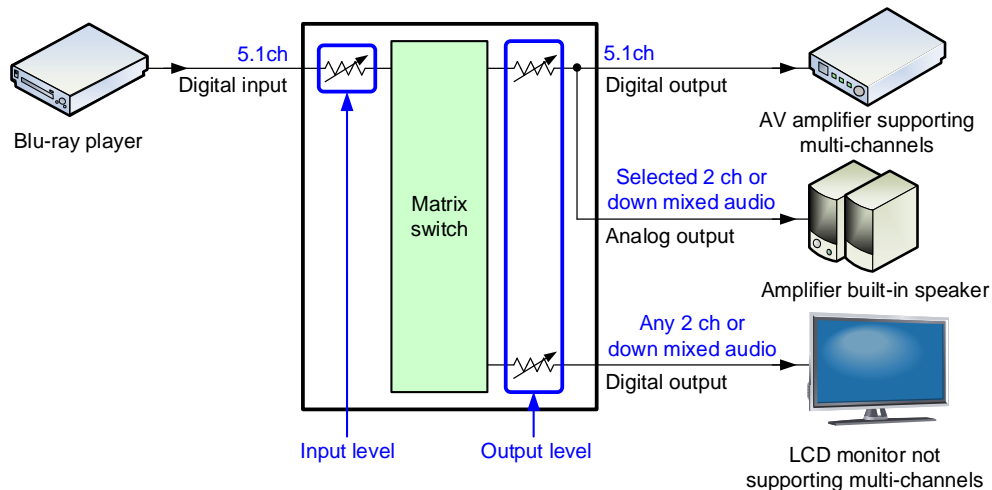 5.1ch
Digital input
Blu-ray player
Matrix
switch
5.1ch
Digital output
AV amplifier supporting
multi-channels
Selected 2 ch or
down mixed audio
Analog output
Amplifier built-in speaker
Any 2 ch or
down mixed audio
Digital output
LCD monitor not
supporting multi-channels
Input level
Output level